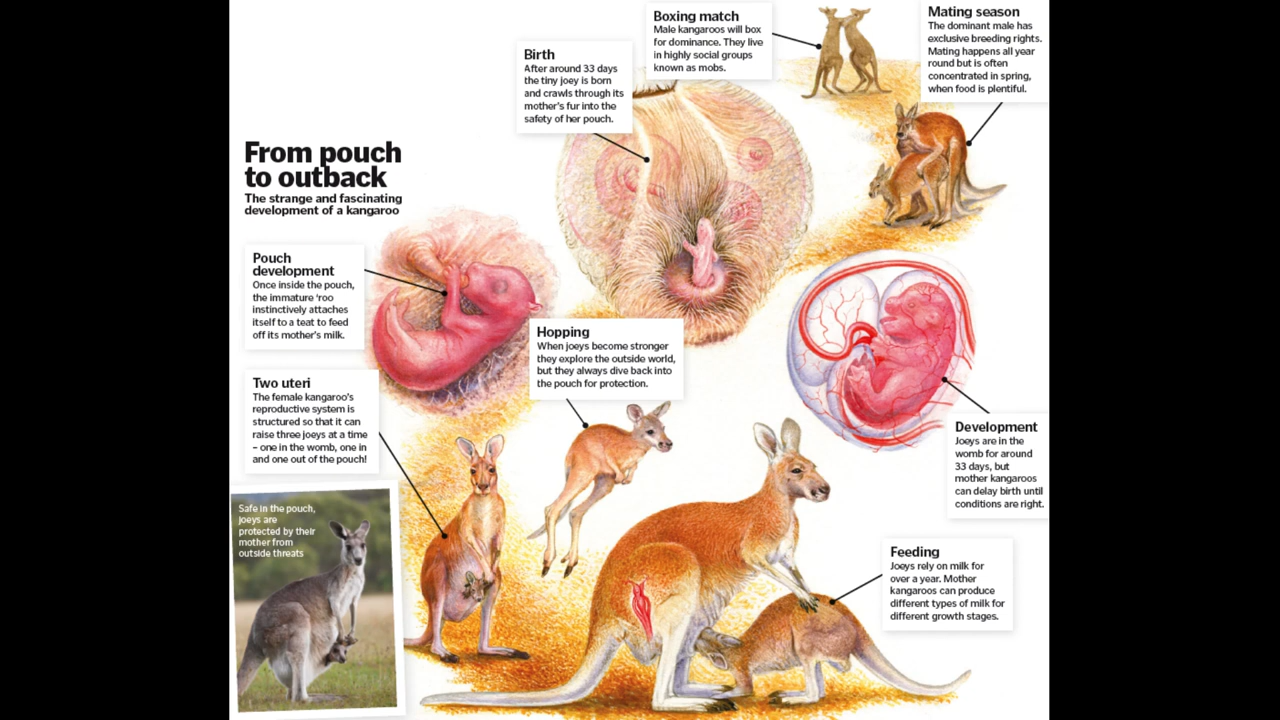 From pouch
to outback
The strange and fascinating
development of a kangaroo
Boxing match
Male kangaroos will box
for dominance. They live
in highly social groups
known as mobs.
Mating season
The dominant male has
exclusive breeding rights.
Mating happens all year
round but is often
concentrated in spring,
when food is plentiful.
Birth
After around 33 days
the tiny joey is born
and crawls through its
mother's fur into the
safety of her pouch.
Pouch
development
Once inside the pouch,
the immature 'roo
instinctively attaches
itself to a teat to feed
off its mother's milk.
Hopping
When joeys become stronger
they explore the outside world,
but they always dive back into
the pouch for protection.
Two uteri
The female kangaroo's
reproductive system is
structured so that it can
raise three joeys at a time
– one in the womb, one in
and one out of the pouch!
Development
Joeys are in the
womb for around
33 days, but
mother kangaroos
can delay birth until
conditions are right.
Feeding
Joeys rely on milk for
over a year. Mother
kangaroos can produce
different types of milk for
different growth stages.
Safe in the pouch,
joeys are
protected by their
mother from
outside threats